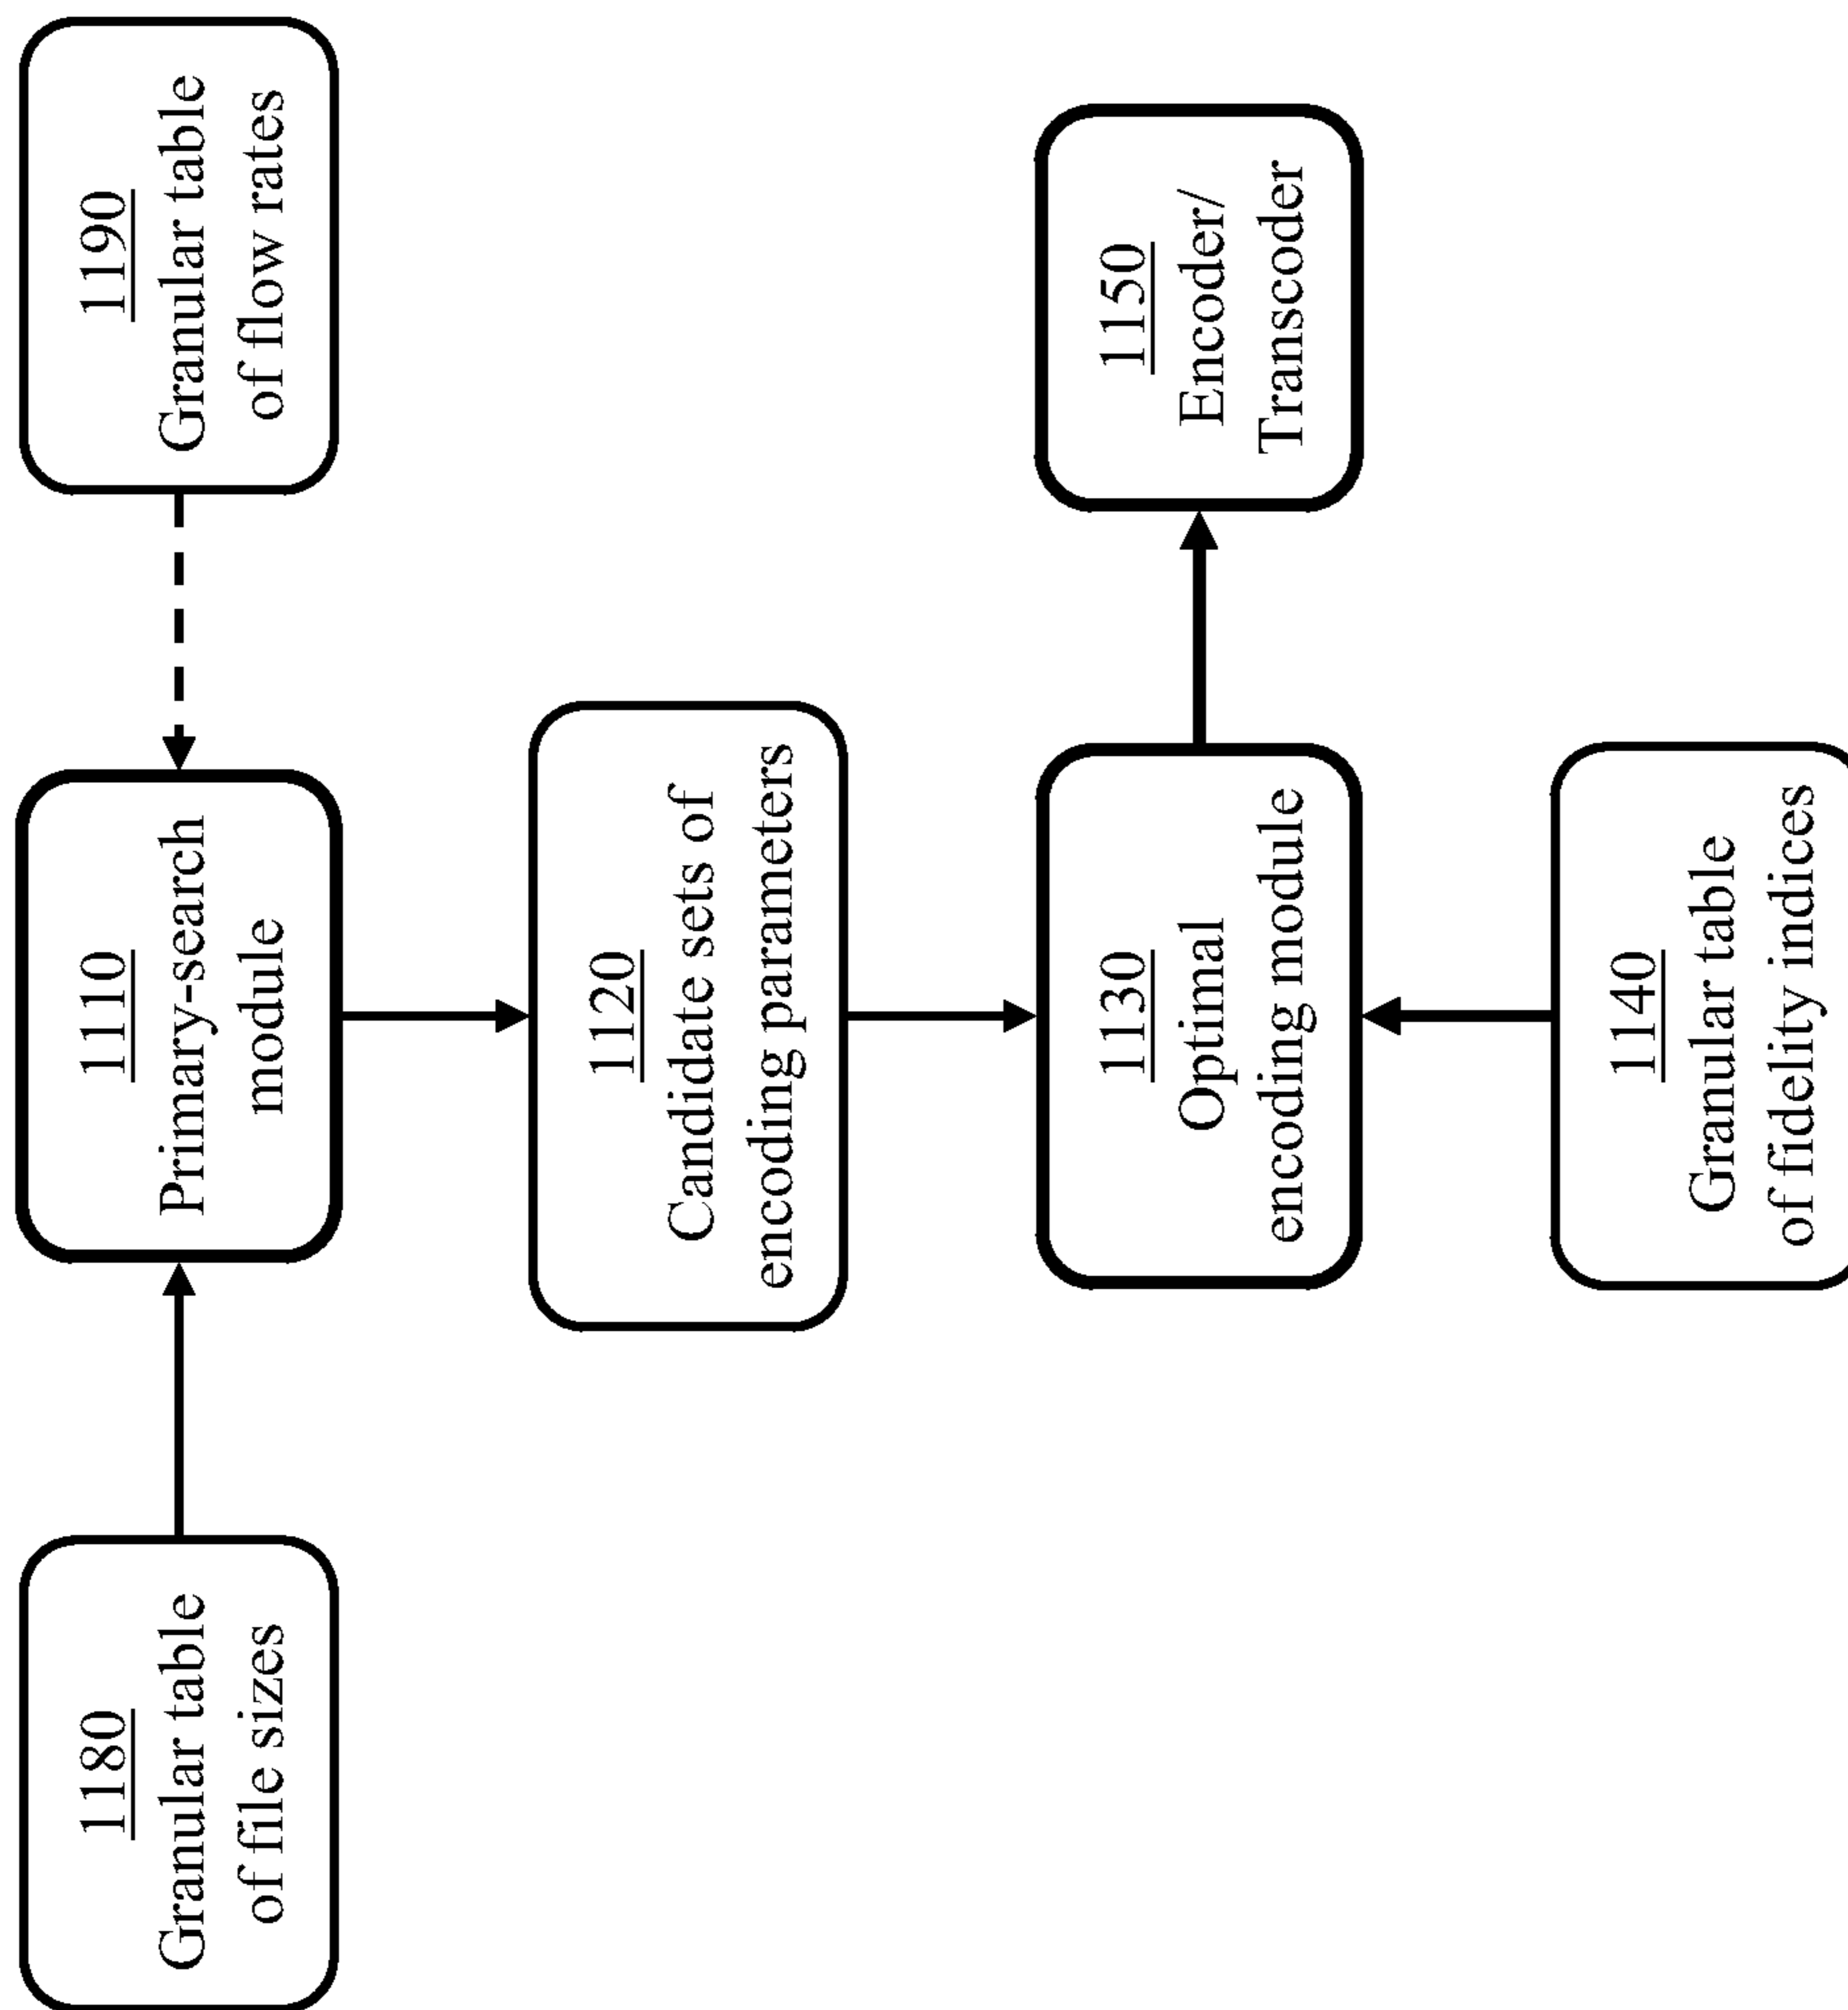 1180
Granular table
of file sizes
1110
Primary-search
module
1190
Granular table
of flow rates
1120
Candidate sets of
encoding parameters
1130
Optimal
encoding module
1150
Encoder/
Transcoder
1140
Granular table
of fidelity indices